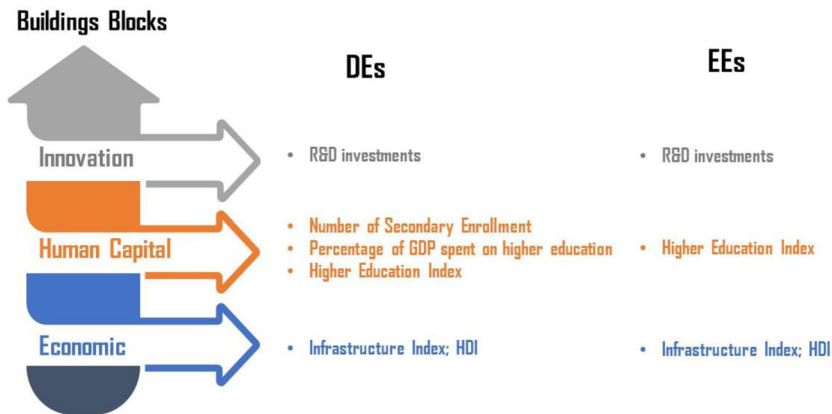 Buildings Blocks
DEs
EEs
Innovation
• R&D investments
• R&D investments
Human Capital
• Number of Secondary Enrollment
• Percentage of GDP spent on higher education
• Higher Education Index
• Higher Education Index
Economic
• Infrastructure Index; HDI
• Infrastructure Index; HDI